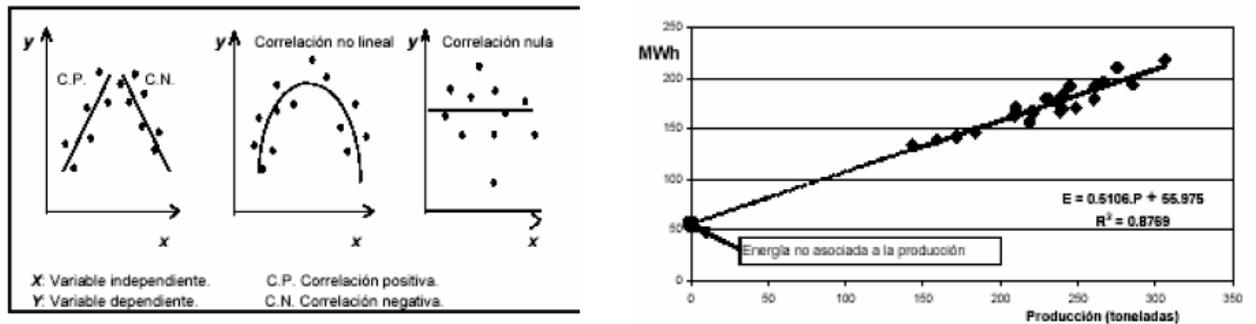 y
C.P.
C.N.
x
y
Correlación no lineal
x
y
Correlación nula
x
X: Variable independiente.
C.P. Correlación positiva.
Y: Variable dependiente.
C.N. Correlación negativa.
250
MWh
200
150
100
50
0
E = 0.5106.P + 55.975
R² = 0.8769
Energía no asociada a la producción
0
50
100
150
200
250
300
350
Producción (toneladas)